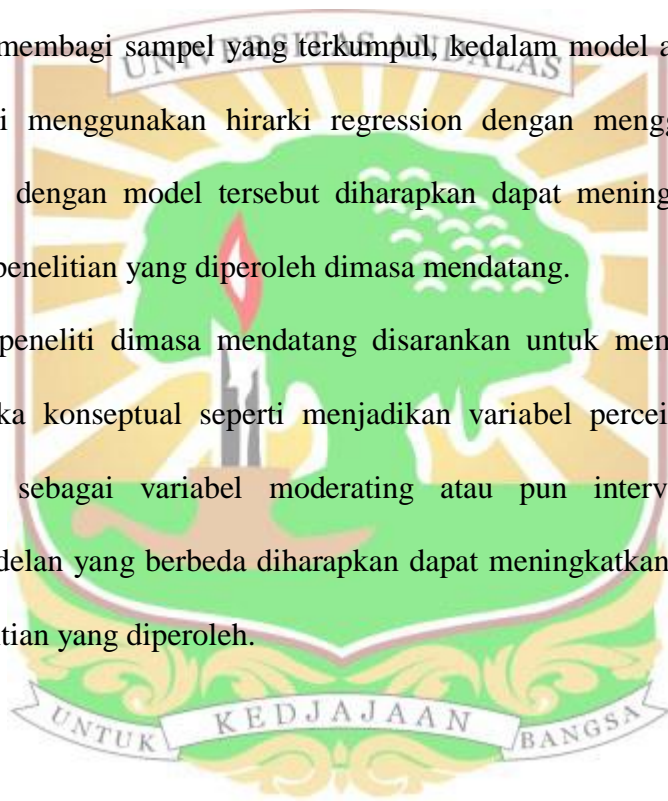 UNIVERSITAS ANDALAS
membagi sampel yang terkumpul, kedalam model a
i menggunakan hirarki regression dengan mengg
dengan model tersebut diharapkan dapat mening
penelitian yang diperoleh dimasa mendatang.
peneliti dimasa mendatang disarankan untuk men
ka konseptual seperti menjadikan variabel percei
sebagai variabel moderating atau pun interv
delan yang berbeda diharapkan dapat meningkatkan
tian yang diperoleh.
UNTUK KEDJAJAAN BANGSA